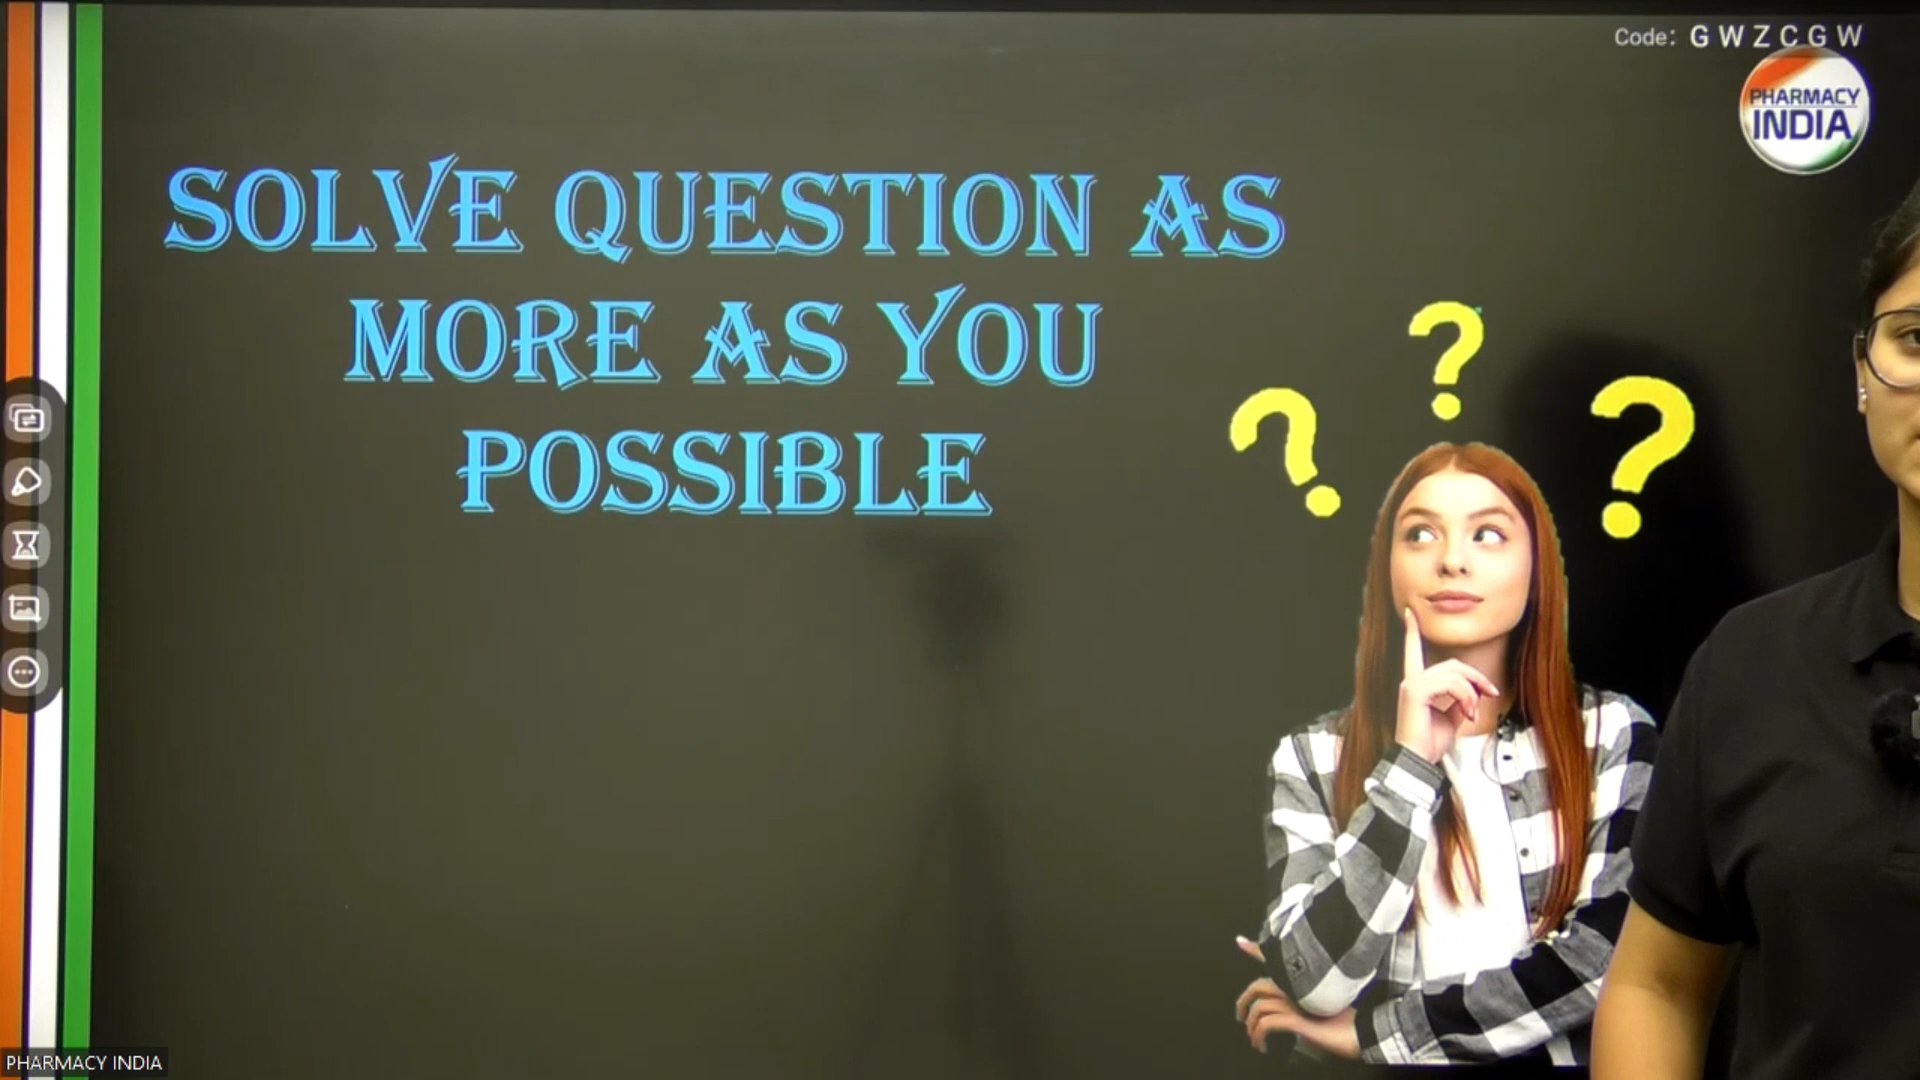 Code: GWZCGW
PHARMACY
INDIA
SOLVE QUESTION AS
MORE AS YOU
POSSIBLE
PHARMACY INDIA